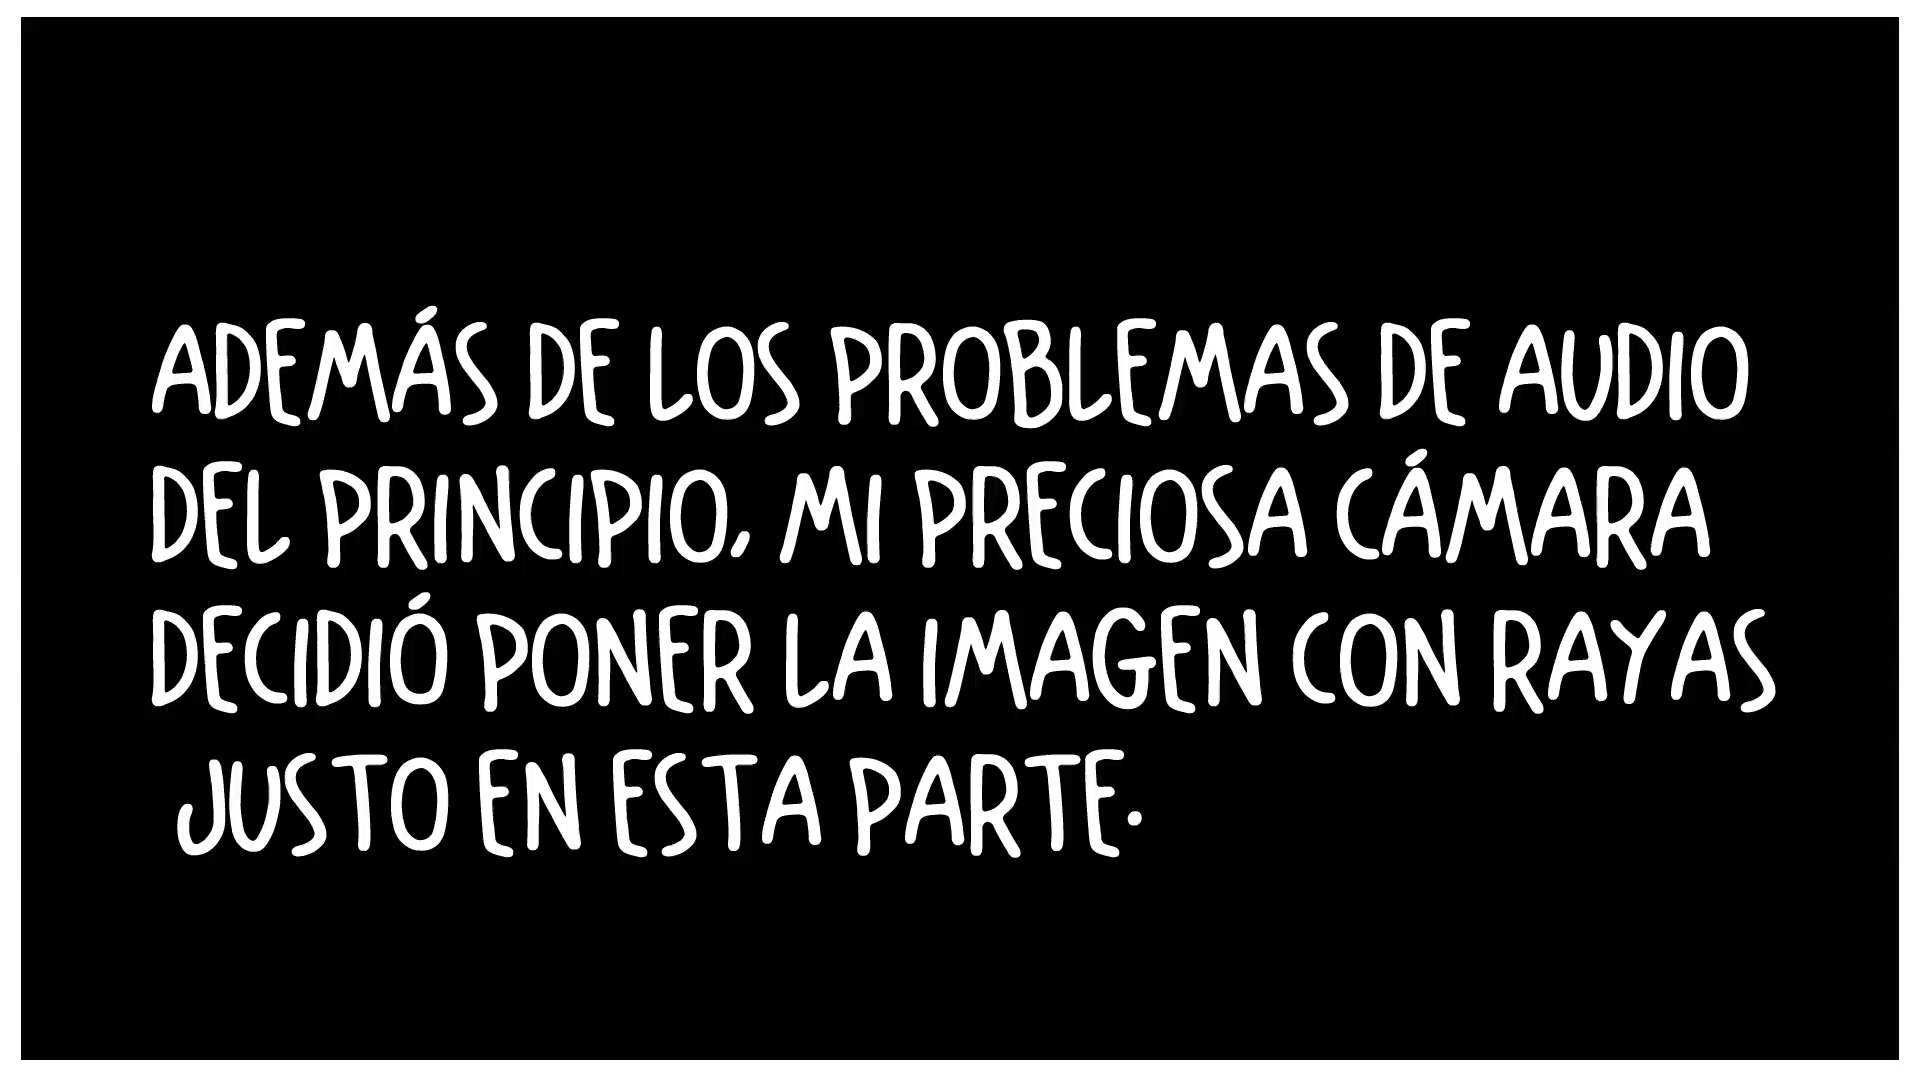 ADEMÁS DE LOS PROBLEMAS DE AUDIO
DEL PRINCIPIO, MI PRECIOSA CÁMARA
DECIDIÓ PONER LA IMAGEN CON RAYAS
JUSTO EN ESTA PARTE.